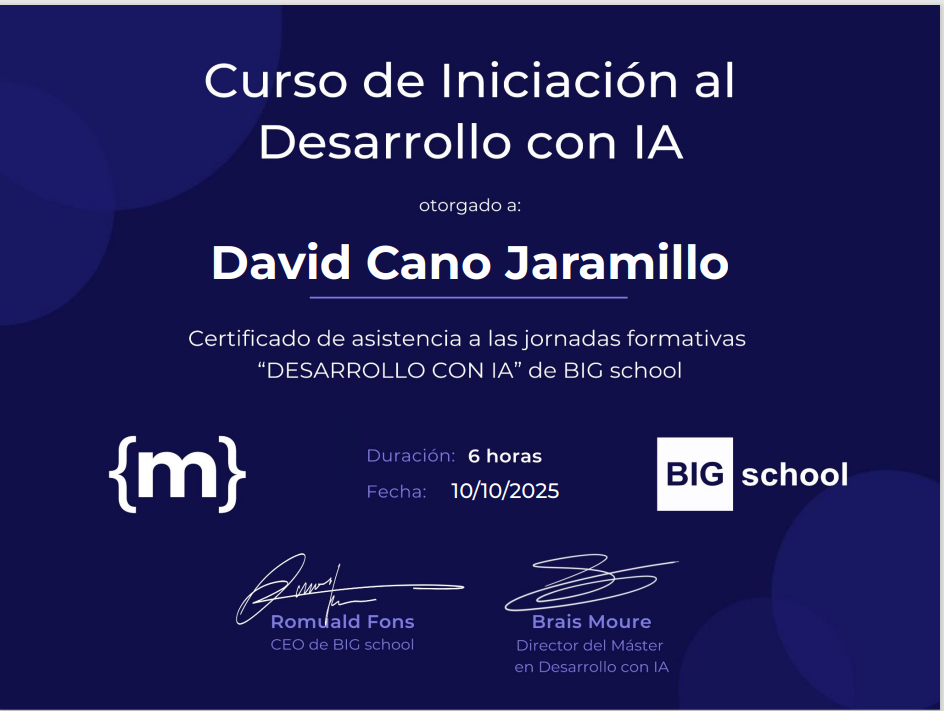 Curso de Iniciación al
Desarrollo con IA
otorgado a:
David Cano Jaramillo
Certificado de asistencia a las jornadas formativas
“DESARROLLO CON IA” de BIG school
{m}
Duración: 6 horas
Fecha: 10/10/2025
BIG school
Romuald Fons
CEO de BIG school
Brais Moure
Director del Máster
en Desarrollo con IA